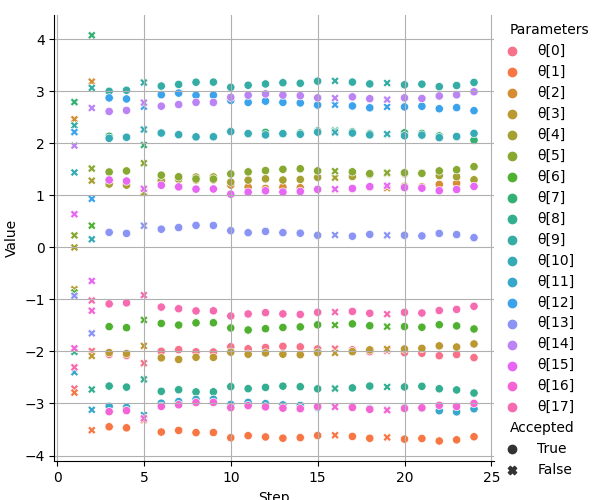 Value
4
3
2
1
0
−1
−2
−3
−4
0
5
10
15
20
25
Step
Parameters
θ[0]
θ[1]
θ[2]
θ[3]
θ[4]
θ[5]
θ[6]
θ[7]
θ[8]
θ[9]
θ[10]
θ[11]
θ[12]
θ[13]
θ[14]
θ[15]
θ[16]
θ[17]
Accepted
True
False